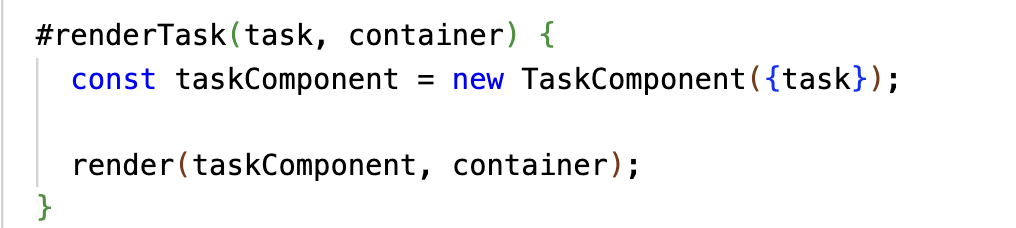 #renderTask(task, container) {
const taskComponent = new TaskComponent({task});
render(taskComponent, container);
}